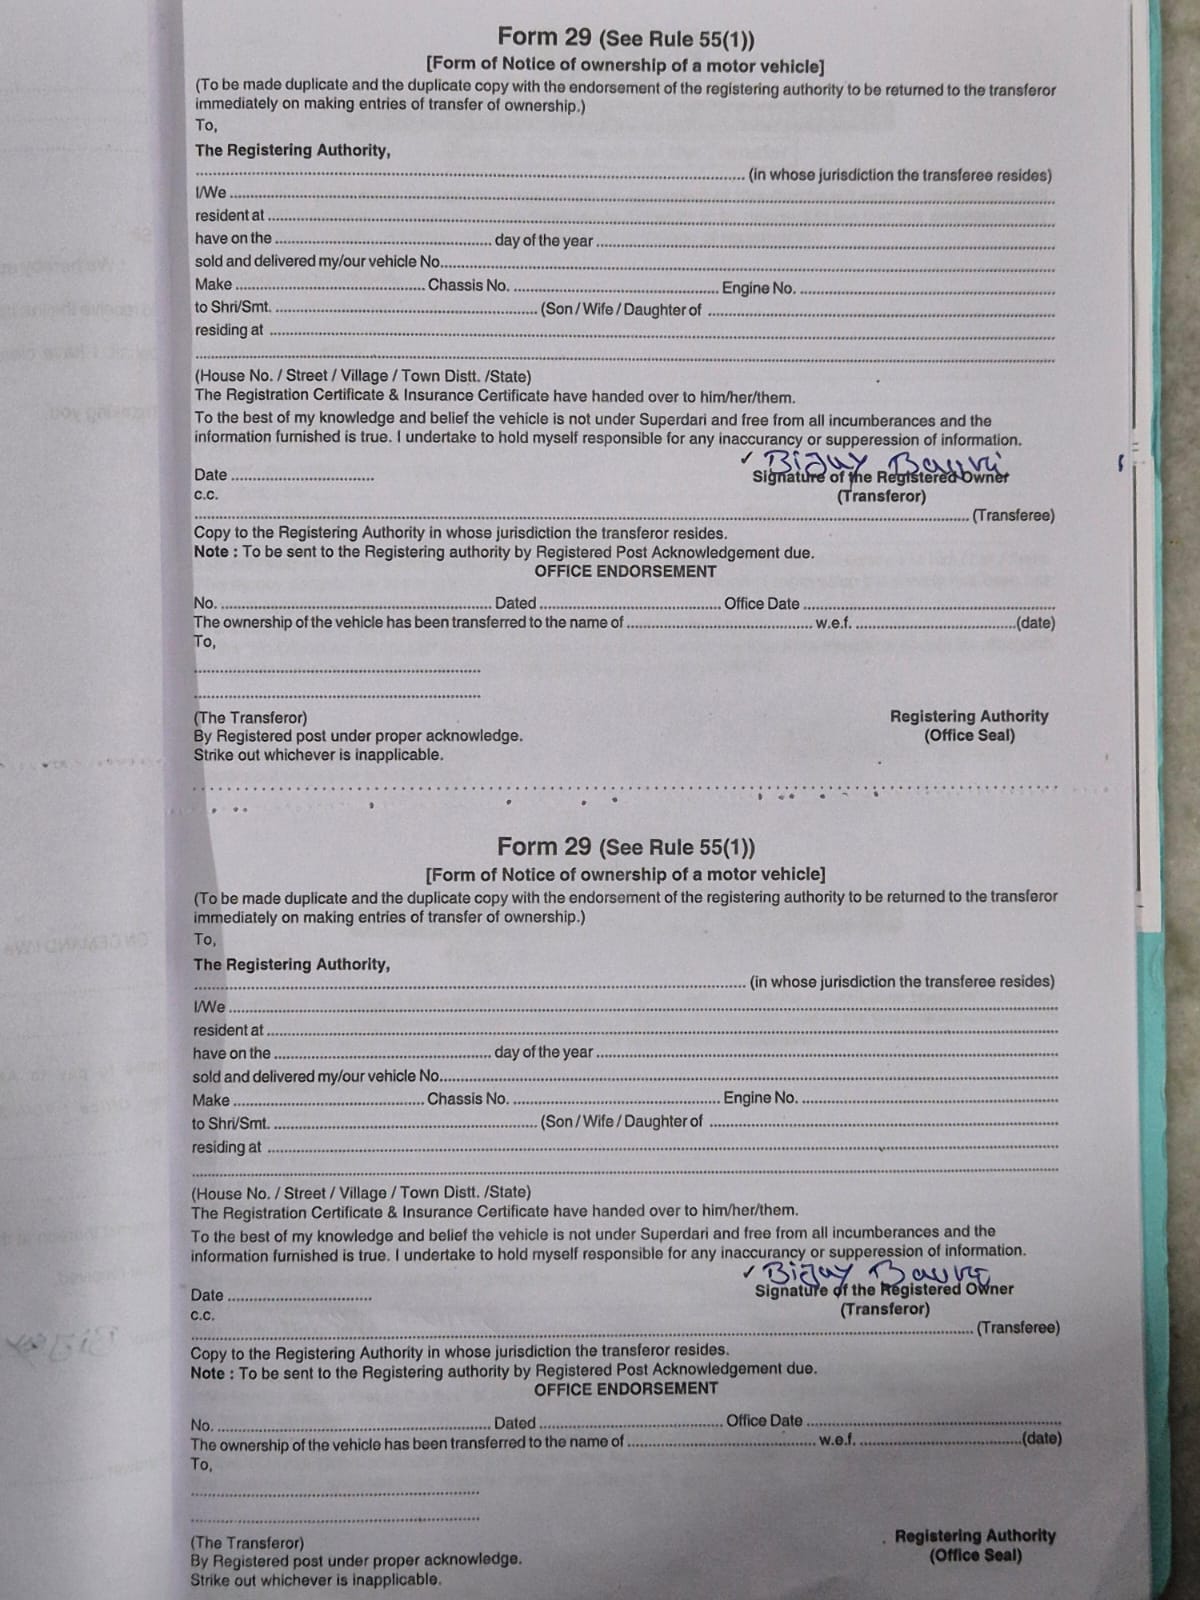 Form 29 (See Rule 55(1))
[Form of Notice of ownership of a motor vehicle]
(To be made duplicate and the duplicate copy with the endorsement of the registering authority to be returned to the transferor
immediately on making entries of transfer of ownership.)
To,
The Registering Authority,
(in whose jurisdiction the transferee resides)
I/We
resident at
have on the day of the year
sold and delivered my/our vehicle No.
Make Chassis No. Engine No.
to Shri/Smt. (Son / Wife / Daughter of
residing at
(House No. / Street / Village / Town Distt. /State)
The Registration Certificate & Insurance Certificate have handed over to him/her/them.
To the best of my knowledge and belief the vehicle is not under Superdari and free from all incumberances and the
information furnished is true. I undertake to hold myself responsible for any inaccurancy or supperession of information.
✓ Bijay Bauri
Date Signature of the Registered Owner
c.c. (Transferor)
(Transferee)
Copy to the Registering Authority in whose jurisdiction the transferor resides.
Note : To be sent to the Registering authority by Registered Post Acknowledgement due.
OFFICE ENDORSEMENT
No. Dated Office Date
The ownership of the vehicle has been transferred to the name of w.e.f. (date)
To,
(The Transferor) Registering Authority
By Registered post under proper acknowledge. (Office Seal)
Strike out whichever is inapplicable.
Form 29 (See Rule 55(1))
[Form of Notice of ownership of a motor vehicle]
(To be made duplicate and the duplicate copy with the endorsement of the registering authority to be returned to the transferor
immediately on making entries of transfer of ownership.)
To,
The Registering Authority,
(in whose jurisdiction the transferee resides)
I/We
resident at
have on the day of the year
sold and delivered my/our vehicle No.
Make Chassis No. Engine No.
to Shri/Smt. (Son / Wife / Daughter of
residing at
(House No. / Street / Village / Town Distt. /State)
The Registration Certificate & Insurance Certificate have handed over to him/her/them.
To the best of my knowledge and belief the vehicle is not under Superdari and free from all incumberances and the
information furnished is true. I undertake to hold myself responsible for any inaccurancy or supperession of information.
✓ Bijay Bauri
Date Signature of the Registered Owner
c.c. (Transferor)
(Transferee)
Copy to the Registering Authority in whose jurisdiction the transferor resides.
Note : To be sent to the Registering authority by Registered Post Acknowledgement due.
OFFICE ENDORSEMENT
No. Dated Office Date
The ownership of the vehicle has been transferred to the name of w.e.f. (date)
To,
(The Transferor) Registering Authority
By Registered post under proper acknowledge. (Office Seal)
Strike out whichever is inapplicable.